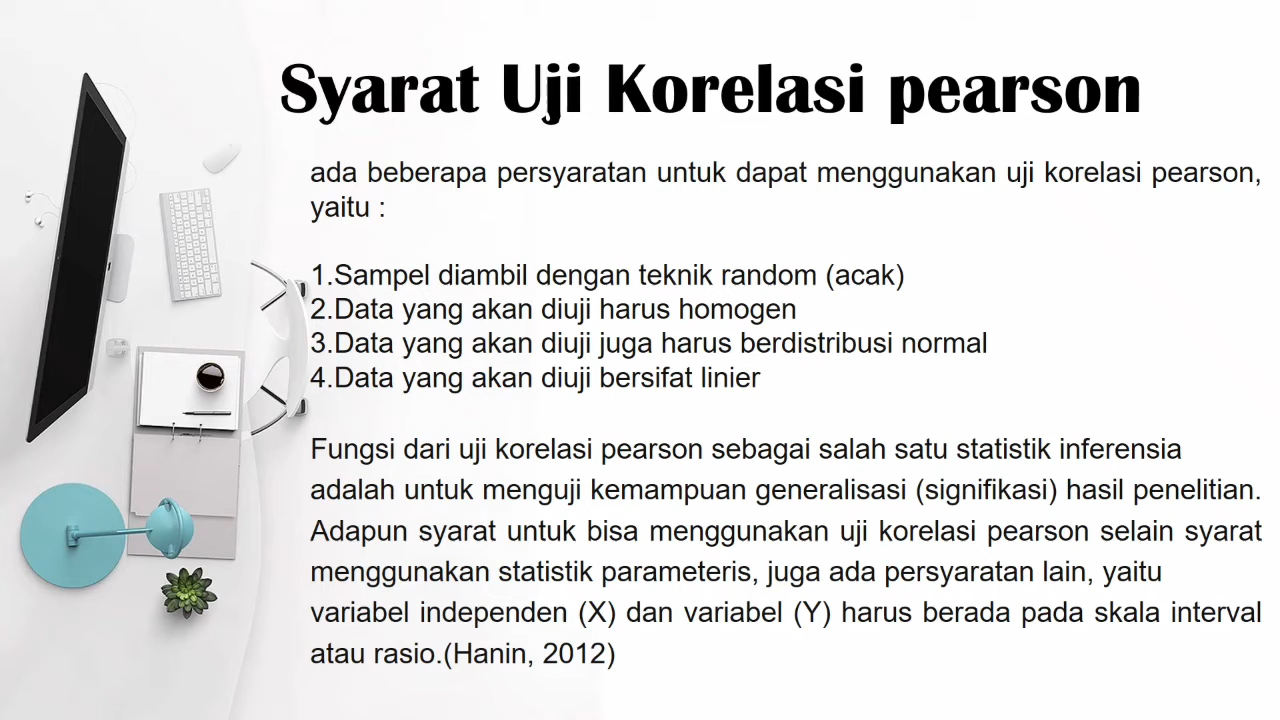 Syarat Uji Korelasi pearson
ada beberapa persyaratan untuk dapat menggunakan uji korelasi pearson,
yaitu :
1.Sampel diambil dengan teknik random (acak)
2.Data yang akan diuji harus homogen
3.Data yang akan diuji juga harus berdistribusi normal
4.Data yang akan diuji bersifat linier
Fungsi dari uji korelasi pearson sebagai salah satu statistik inferensia
adalah untuk menguji kemampuan generalisasi (signifikasi) hasil penelitian.
Adapun syarat untuk bisa menggunakan uji korelasi pearson selain syarat
menggunakan statistik parameteris, juga ada persyaratan lain, yaitu
variabel independen (X) dan variabel (Y) harus berada pada skala interval
atau rasio.(Hanin, 2012)